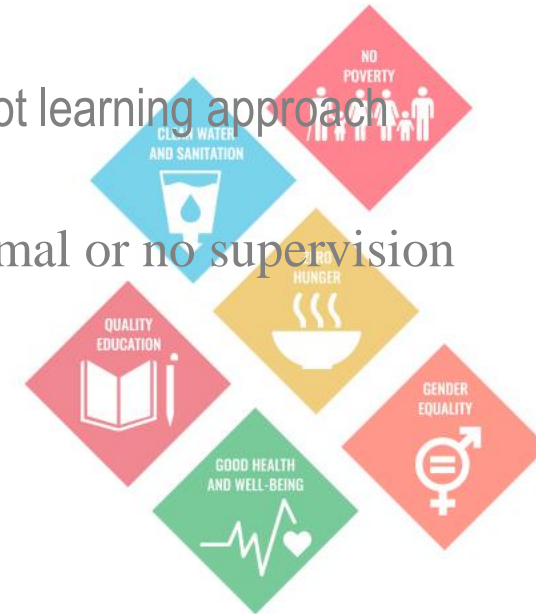 NO
POVERTY
ot learning approach
CLEAN WATER
AND SANITATION
mal or no supervision
HUNGER
QUALITY
EDUCATION
GENDER
EQUALITY
GOOD HEALTH
AND WELL-BEING